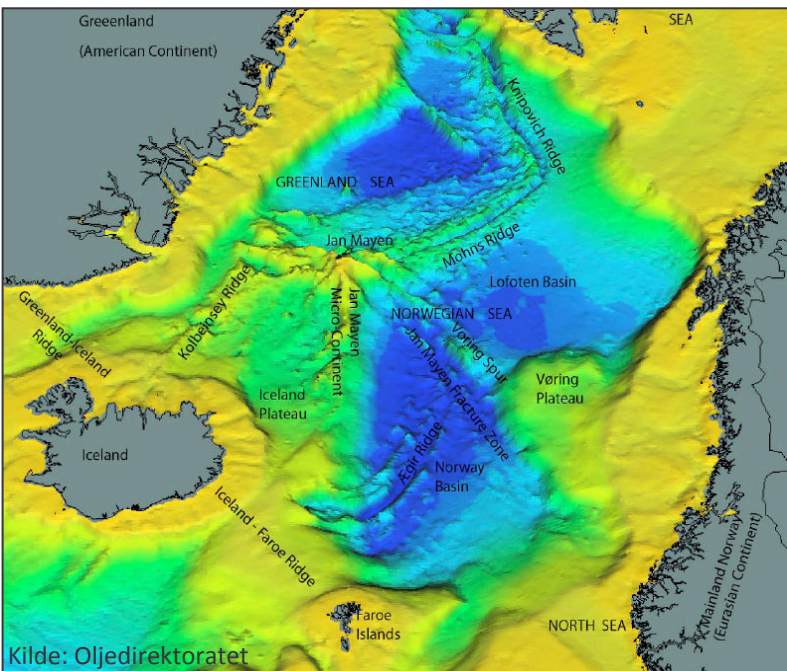 Greeenland
(American Continent)
SEA
Knipovich Ridge
GREENLAND SEA
Jan Mayen
Mohns Ridge
Lofoten Basin
Greenland-Iceland
Ridge
Kolbeinsey Ridge
Jan Mayen
Micro Continent
NORWEGIAN SEA
Vøring Spur
Jan Mayen Fracture Zone
Vøring
Plateau
Iceland
Plateau
Iceland
Ægir Ridge
Norway
Basin
Iceland - Faroe Ridge
Mainland Norway
(Eurasian Continent)
Faroe
Islands
NORTH SEA
Kilde: Oljedirektoratet